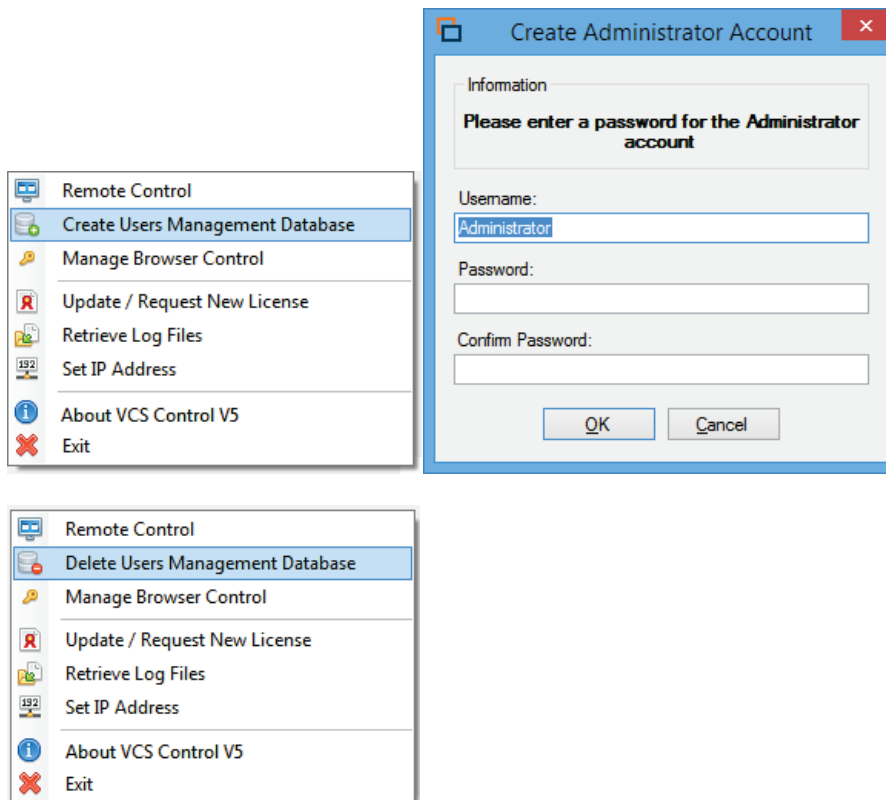 Create Administrator Account
Information
Please enter a password for the Administrator
account
Username:
Administrator
Password:
Confirm Password:
OK
Cancel
Remote Control
Create Users Management Database
Manage Browser Control
Update / Request New License
Retrieve Log Files
192
Set IP Address
About VCS Control V5
Exit
Remote Control
Delete Users Management Database
Manage Browser Control
Update / Request New License
Retrieve Log Files
192
Set IP Address
About VCS Control V5
Exit